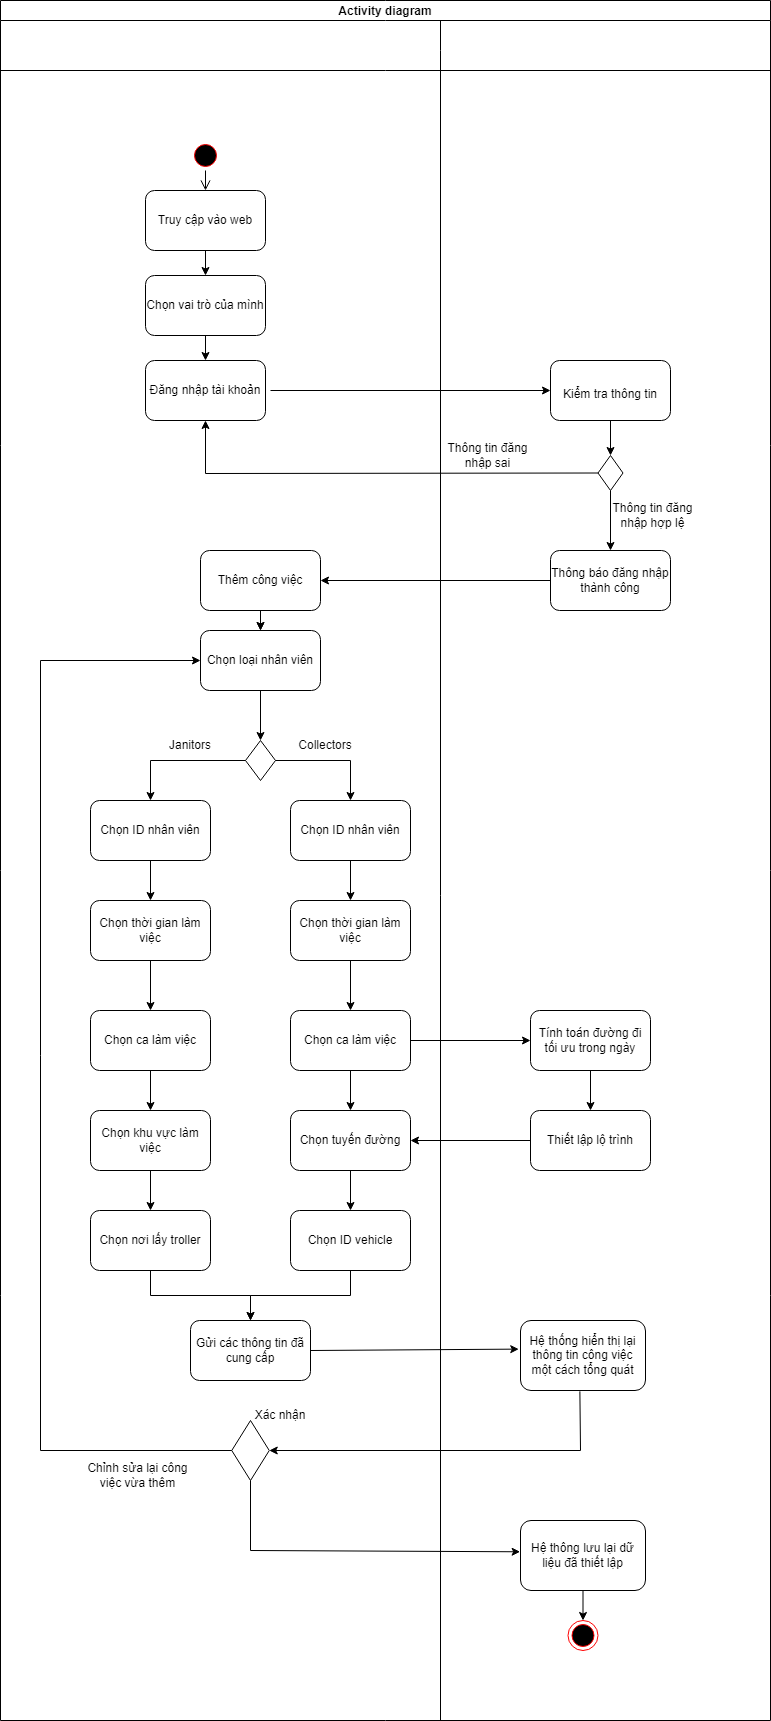 Activity diagram
Truy cập vào web
Chọn vai trò của mình
Đăng nhập tài khoản
Kiểm tra thông tin
Thông tin đăng
nhập sai
Thông tin đăng
nhập hợp lệ
Thêm công việc
Thông báo đăng nhập
thành công
Chọn loại nhân viên
Janitors
Collectors
Chọn ID nhân viên
Chọn ID nhân viên
Chọn thời gian làm
việc
Chọn thời gian làm
việc
Chọn ca làm việc
Chọn ca làm việc
Tính toán đường đi
tối ưu trong ngày
Chọn khu vực làm
việc
Chọn tuyến đường
Thiết lập lộ trình
Chọn nơi lấy troller
Chọn ID vehicle
Gửi các thông tin đã
cung cấp
Hệ thống hiển thị lại
thông tin công việc
một cách tổng quát
Xác nhận
Chỉnh sửa lại công
việc vừa thêm
Hệ thông lưu lại dữ
liệu đã thiết lập